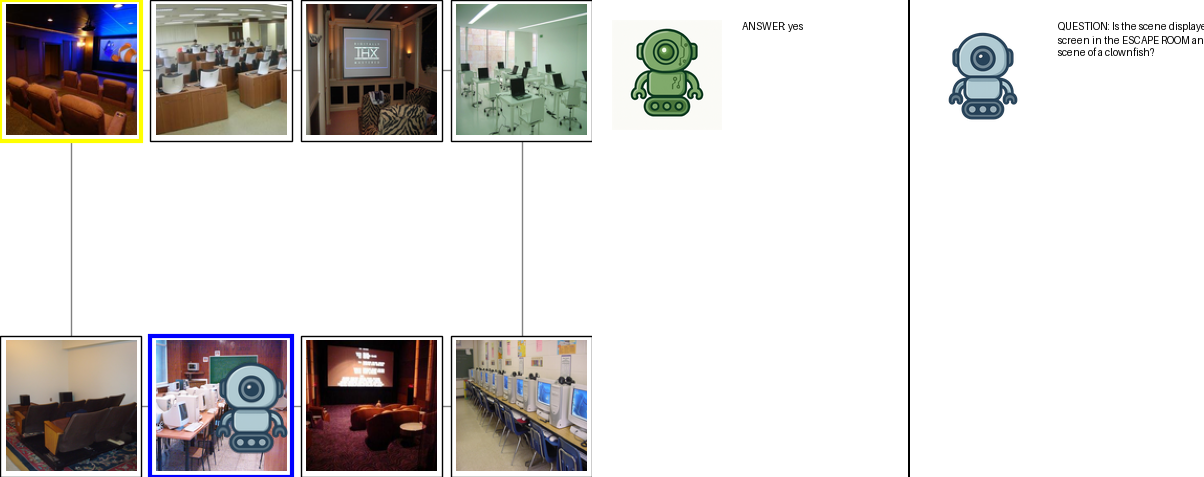 THX
ANSWER: yes
QUESTION: Is the scene displaye
screen in the ESCAPE ROOM an
scene of a clownfish?